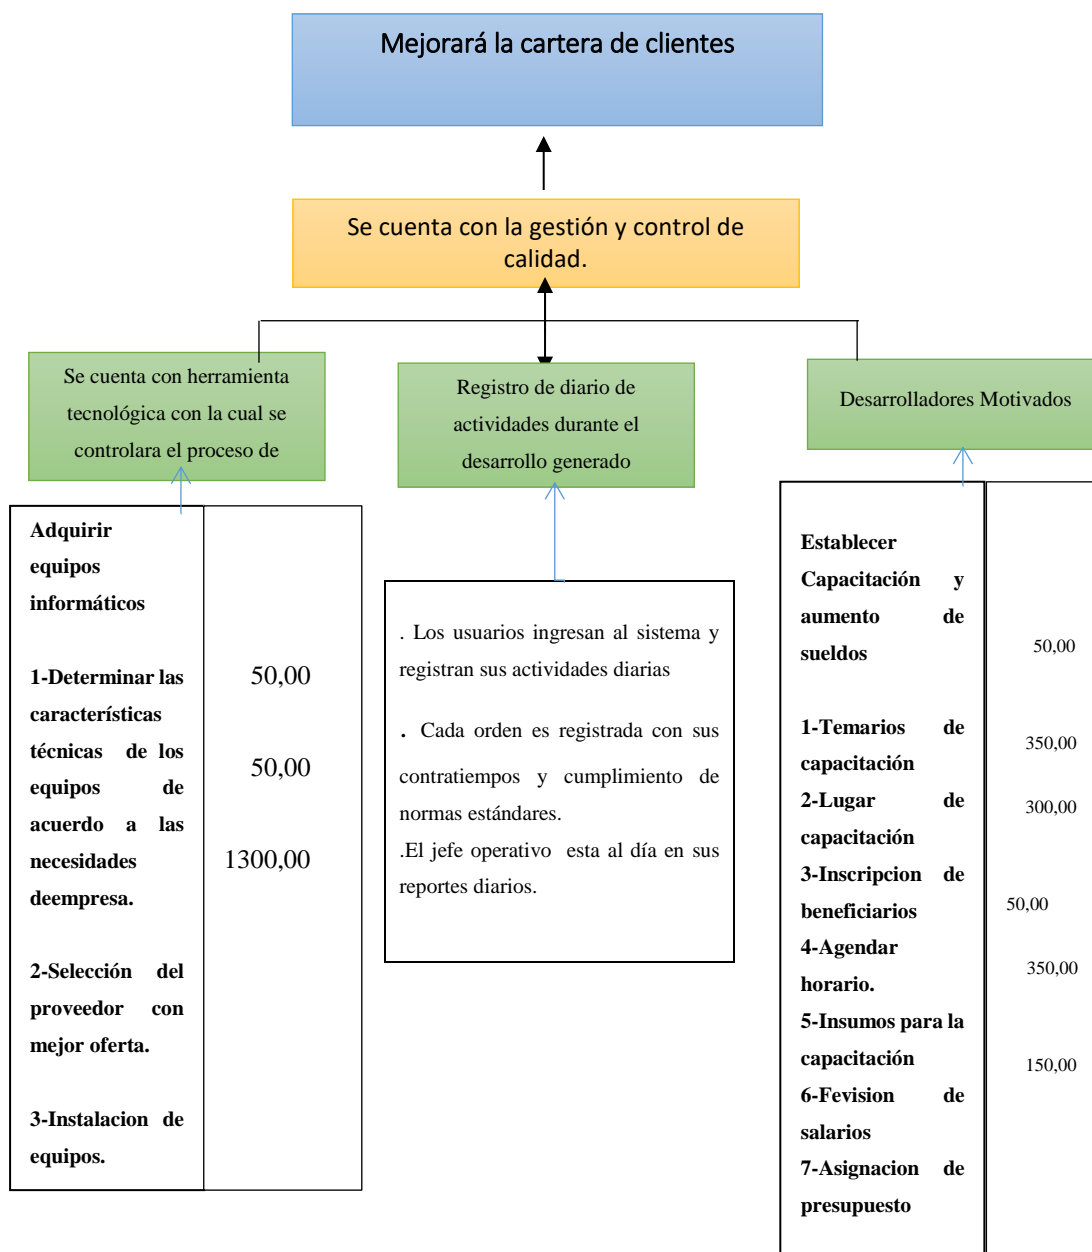 Mejorará la cartera de clientes
Se cuenta con la gestión y control de
calidad.
Se cuenta con herramienta
tecnológica con la cual se
controlara el proceso de
Registro de diario de
actividades durante el
desarrollo generado
Desarrolladores Motivados
Adquirir
equipos
informáticos
1-Determinar las
características
técnicas de los
equipos de
acuerdo a las
necesidades
deempresa.
2-Selección del
proveedor con
mejor oferta.
3-Instalacion de
equipos.
50,00
50,00
1300,00
. Los usuarios ingresan al sistema y
registran sus actividades diarias
. Cada orden es registrada con sus
contratiempos y cumplimiento de
normas estándares.
.El jefe operativo esta al día en sus
reportes diarios.
Establecer
Capacitación y
aumento de
sueldos
1-Temarios de
capacitación
2-Lugar de
capacitación
3-Inscripcion de
beneficiarios
4-Agendar
horario.
5-Insumos para la
capacitación
6-Fevision de
salarios
7-Asignacion de
presupuesto
50,00
350,00
300,00
50,00
350,00
150,00